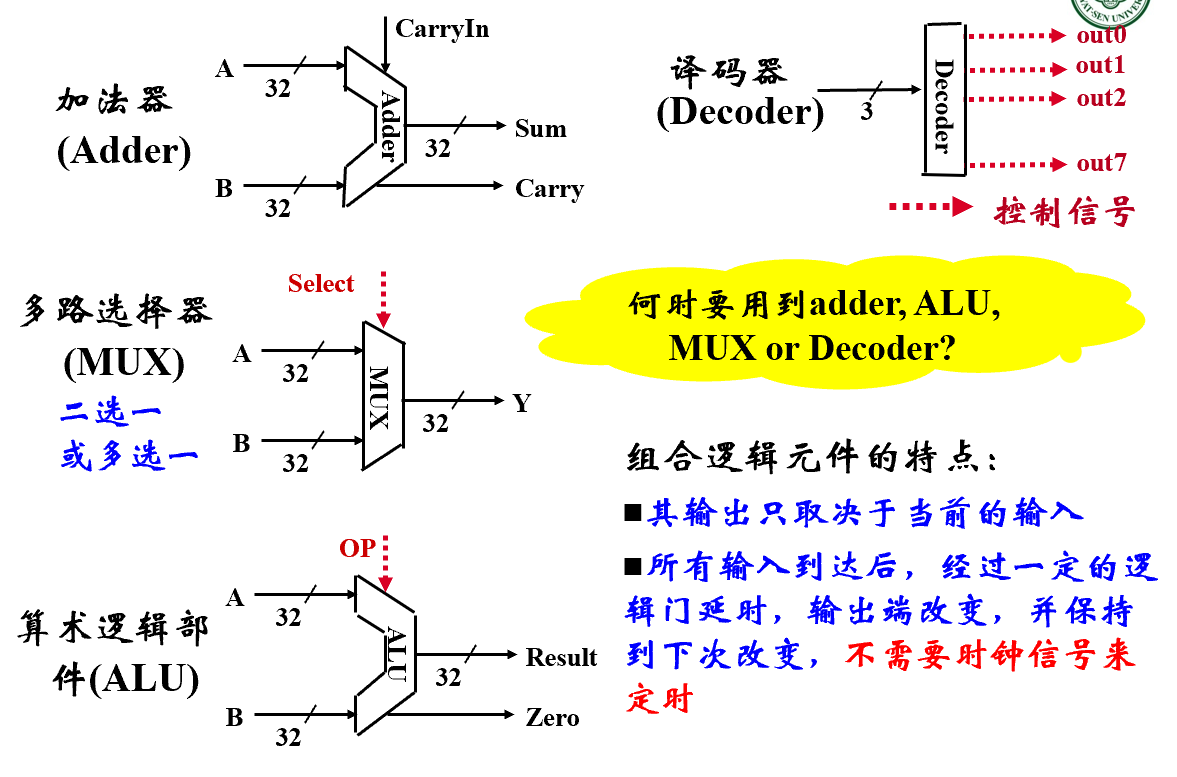 加法器
(Adder)
CarryIn
A
32
Adder
32
Sum
B
32
Carry
译码器
(Decoder)
3
Decoder
out0
out1
out2
out7
控制信号
多路选择器
(MUX)
二选一
或多选一
Select
A
32
MUX
32
Y
B
32
何时要用到adder, ALU,
MUX or Decoder?
算术逻辑部
件(ALU)
OP
A
32
ALU
32
Result
B
32
Zero
组合逻辑元件的特点:
■其输出只取决于当前的输入
■所有输入到达后，经过一定的逻
辑门延时，输出端改变，并保持
到下次改变，不需要时钟信号来
定时